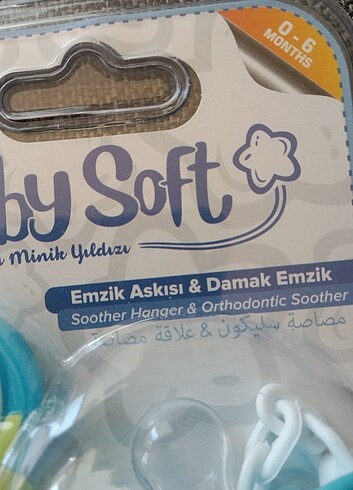 0 - 6
MONTHS
by Soft
Minik Yıldızı
Emzik Askısı & Damak Emzik
Soother Hanger & Orthodontic Soother
مصاصة سليكون & علاقة مصاصة